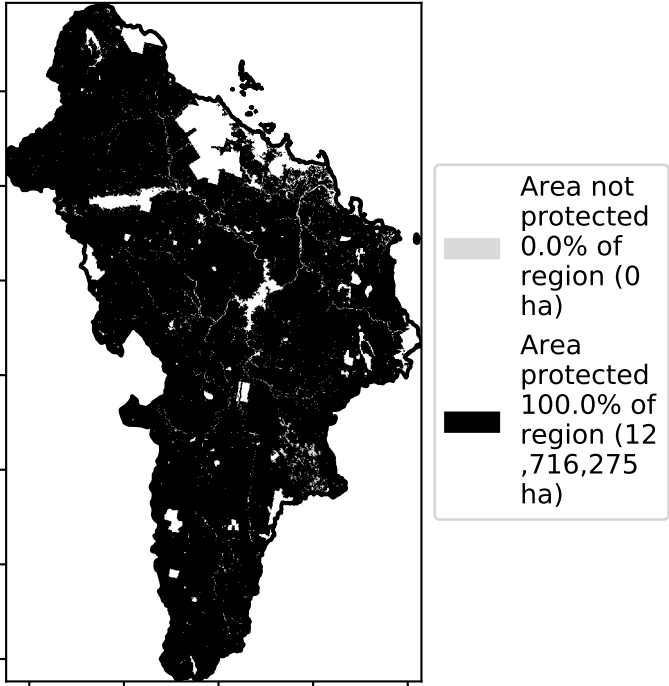 Area not
protected
0.0% of
region (0
ha)
Area
protected
100.0% of
region (12
,716,275
ha)